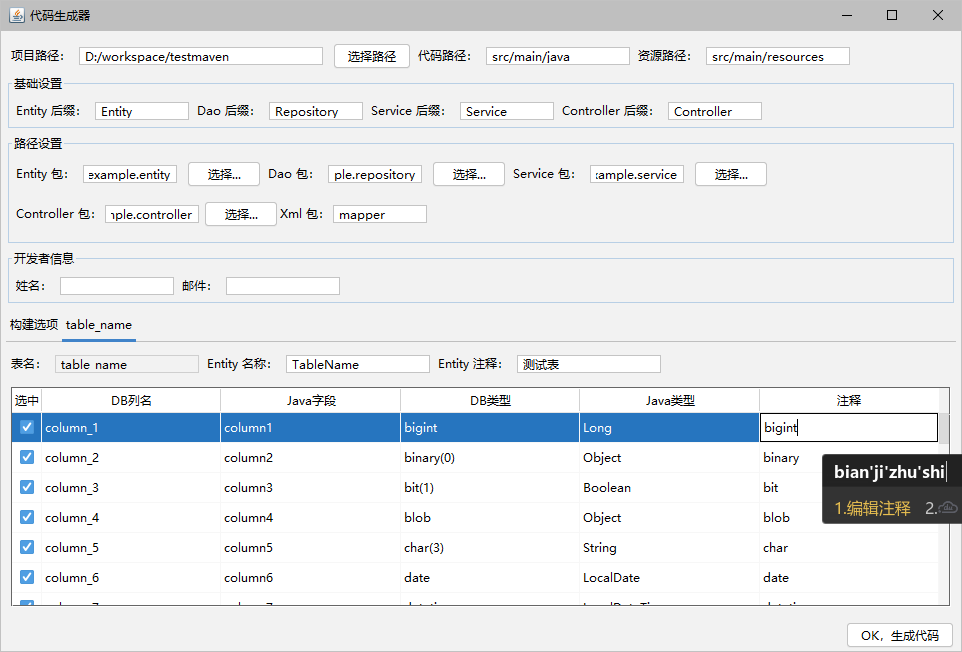 代码生成器
项目路径： D:/workspace/testmaven 选择路径 代码路径： src/main/java 资源路径： src/main/resources
基础设置
Entity 后缀： Entity Dao 后缀： Repository Service 后缀： Service Controller 后缀： Controller
路径设置
Entity 包： example.entity 选择... Dao 包： ple.repository 选择... Service 包： ample.service 选择...
Controller 包： ple.controller 选择... Xml 包： mapper
开发者信息
姓名： 邮件：
构建选项 table_name
表名： table name Entity 名称： TableName Entity 注释： 测试表
选中 DB列名 Java字段 DB类型 Java类型 注释
column_1 column1 bigint Long bigint
column_2 column2 binary(0) Object binary
bian'ji'zhu'shi
column_3 column3 bit(1) Boolean bit
1.编辑注释 2.
column_4 column4 blob Object blob
column_5 column5 char(3) String char
column_6 column6 date LocalDate date
OK，生成代码